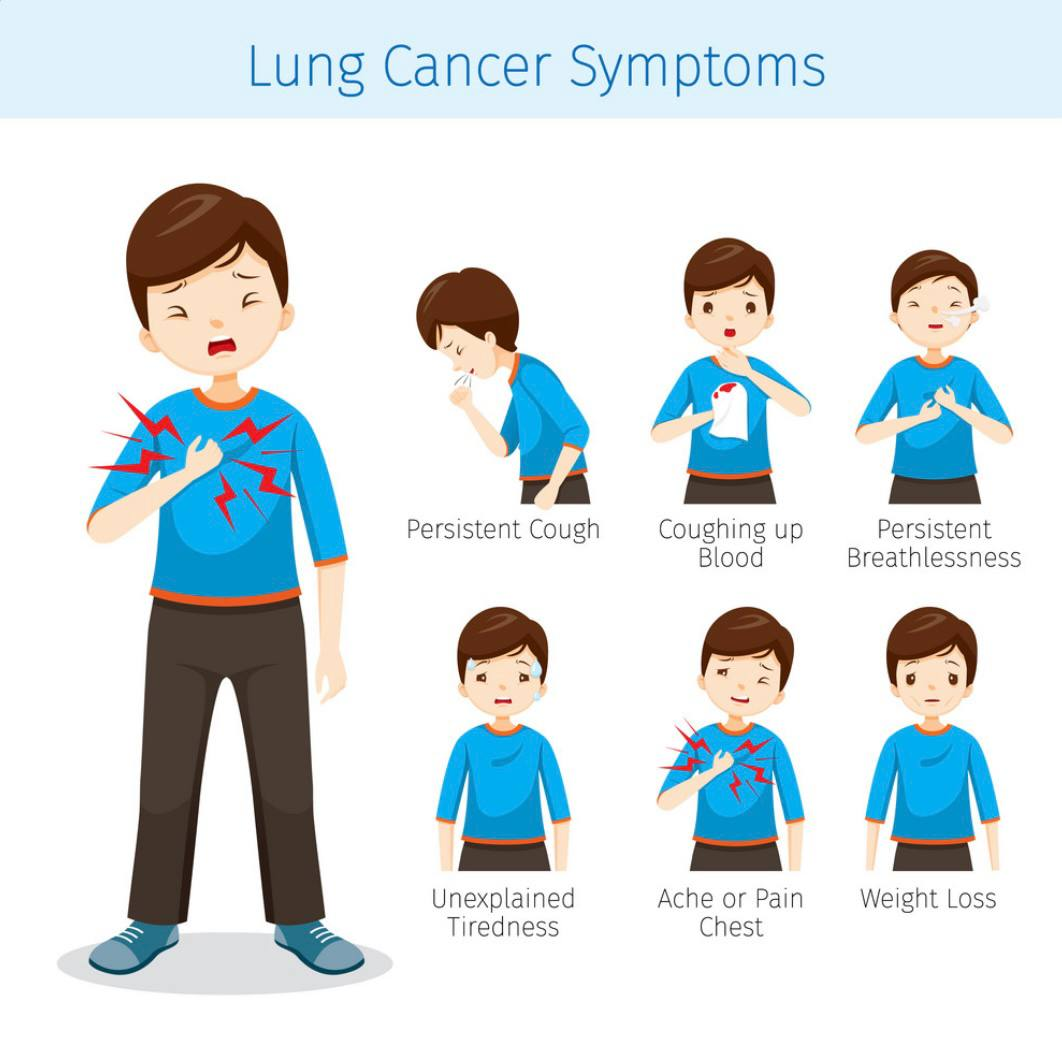 Lung Cancer Symptoms
Persistent Cough
Coughing up
Blood
Persistent
Breathlessness
Unexplained
Tiredness
Ache or Pain
Chest
Weight Loss